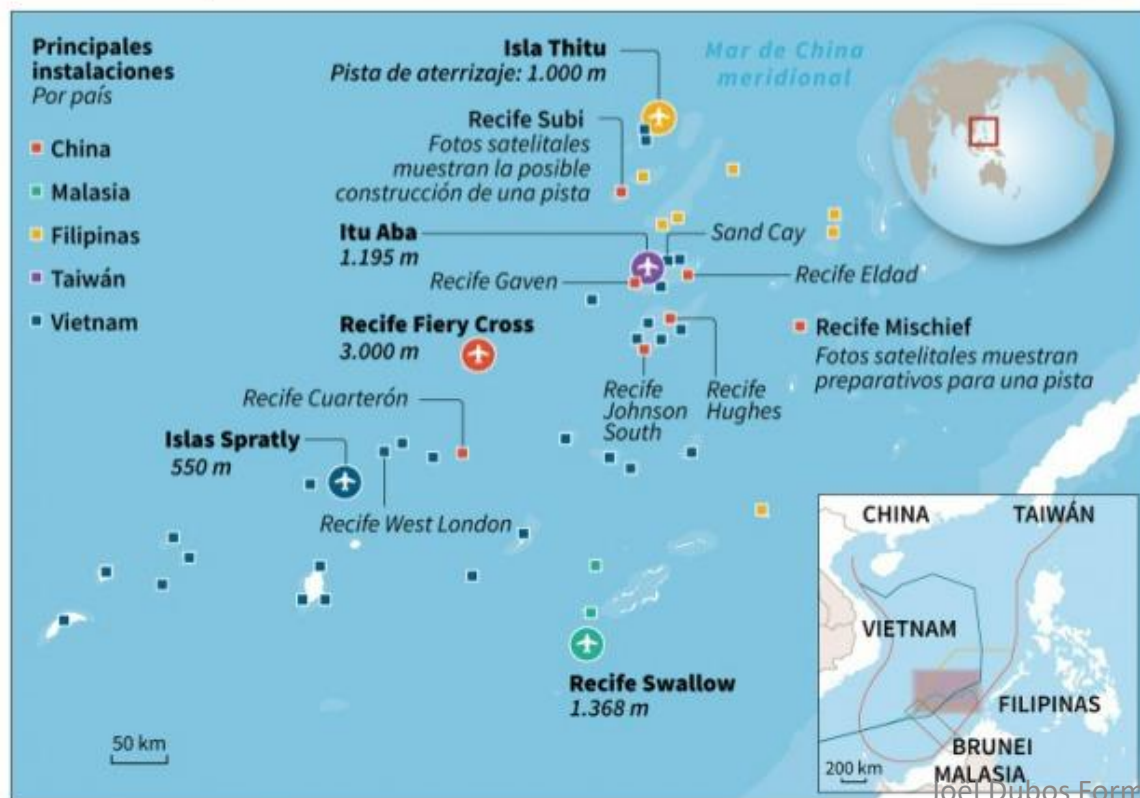 Principales
instalaciones
Por país
China
Malasia
Filipinas
Taiwán
Vietnam
Isla Thitu
Pista de aterrizaje: 1.000 m
Mar de China
meridional
Recife Subi
Fotos satelitales
muestran la posible
construcción de una pista
Itu Aba
1.195 m
Sand Cay
Recife Gaven
Recife Eldad
Recife Fiery Cross
3.000 m
Recife Mischief
Fotos satelitales muestran
preparativos para una pista
Recife
Johnson
South
Recife
Hughes
Recife Cuarterón
Islas Spratly
550 m
Recife West London
Recife Swallow
1.368 m
50 km
CHINA
TAIWÁN
VIETNAM
FILIPINAS
BRUNEI
MALASIA
200 km
Joël Dubos Form